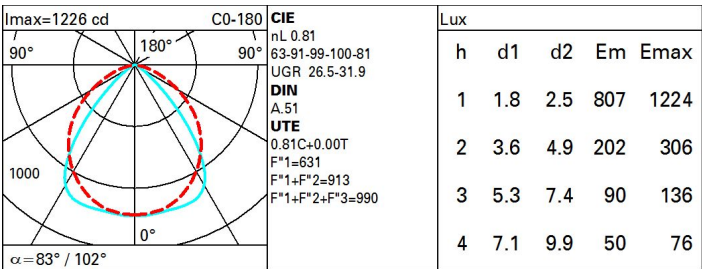 Imax=1226 cd C0-180
90° 180° 90°
1000
0°
α=83° / 102°
CIE
nL 0.81
63-91-99-100-81
UGR 26.5-31.9
DIN
A.51
UTE
0.81C+0.00T
F"1=631
F"1+F"2=913
F"1+F"2+F"3=990
Lux
h d1 d2 Em Emax
1 1.8 2.5 807 1224
2 3.6 4.9 202 306
3 5.3 7.4 90 136
4 7.1 9.9 50 76